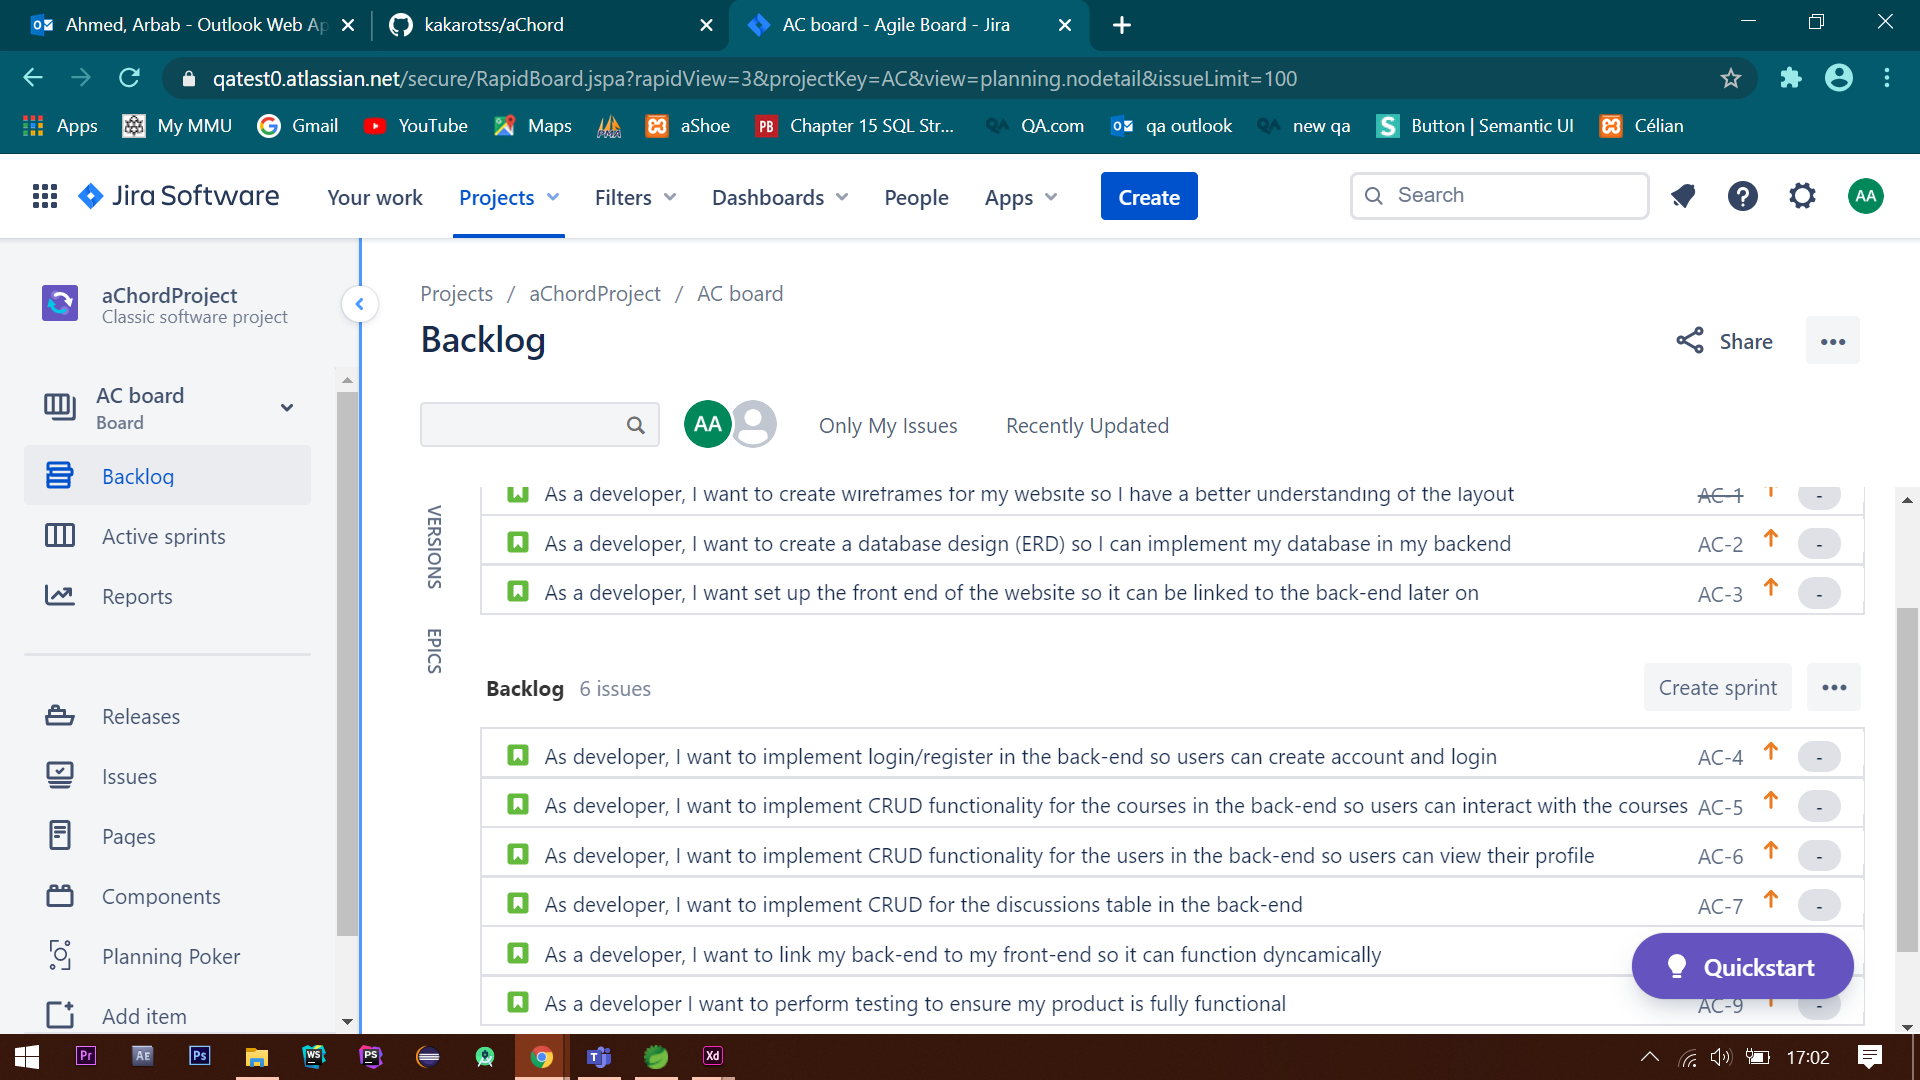 Ahmed, Arbab - Outlook Web Ap
kakarotss/aChord
AC board - Agile Board - Jira
qatest0.atlassian.net/secure/RapidBoard.jspa?rapidView=3&projectKey=AC&view=planning.nodetail&issueLimit=100
Apps My MMU Gmail YouTube Maps aShoe PB Chapter 15 SQL Str... QA.com qa outlook new qa S Button | Semantic UI Célian
Jira Software Your work Projects Filters Dashboards People Apps Create Search AA
aChordProject
Classic software project
AC board
Board
Backlog
Active sprints
Reports
Releases
Issues
Pages
Components
Planning Poker
Add item
Projects / aChordProject / AC board
Backlog
Share
AA Only My Issues Recently Updated
VERSIONS
EPICS
As a developer, I want to create wireframes for my website so I have a better understanding of the layout AC-1 -
As a developer, I want to create a database design (ERD) so I can implement my database in my backend AC-2 -
As a developer, I want set up the front end of the website so it can be linked to the back-end later on AC-3 -
Backlog 6 issues Create sprint
As developer, I want to implement login/register in the back-end so users can create account and login AC-4 -
As developer, I want to implement CRUD functionality for the courses in the back-end so users can interact with the courses AC-5 -
As developer, I want to implement CRUD functionality for the users in the back-end so users can view their profile AC-6 -
As developer, I want to implement CRUD for the discussions table in the back-end AC-7 -
As a developer, I want to link my back-end to my front-end so it can function dyncamically
As a developer I want to perform testing to ensure my product is fully functional AC-9 -
Quickstart
Pr AE Ps WS PS Xd 17:02